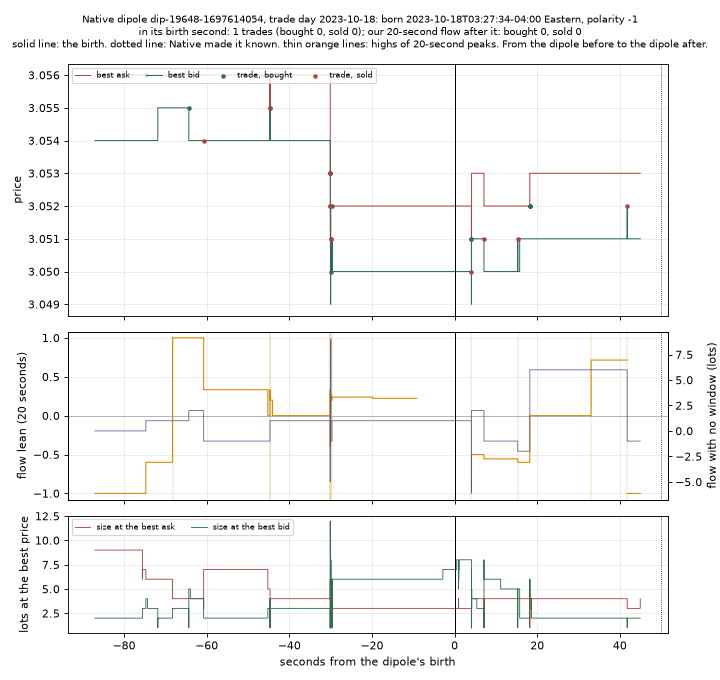 Native dipole dip-19648-1697614054, trade day 2023-10-18: born 2023-10-18T03:27:34-04:00 Eastern, polarity -1
in its birth second: 1 trades (bought 0, sold 0); our 20-second flow after it: bought 0, sold 0
solid line: the birth. dotted line: Native made it known. thin orange lines: highs of 20-second peaks. From the dipole before to the dipole after.
best ask best bid trade, bought trade, sold
3.056
3.055
3.054
3.053
3.052
3.051
3.050
3.049
price
1.0
0.5
0.0
−0.5
−1.0
flow lean (20 seconds)
7.5
5.0
2.5
0.0
−2.5
−5.0
flow with no window (lots)
size at the best ask size at the best bid
12.5
10.0
7.5
5.0
2.5
lots at the best price
−80 −60 −40 −20 0 20 40
seconds from the dipole's birth